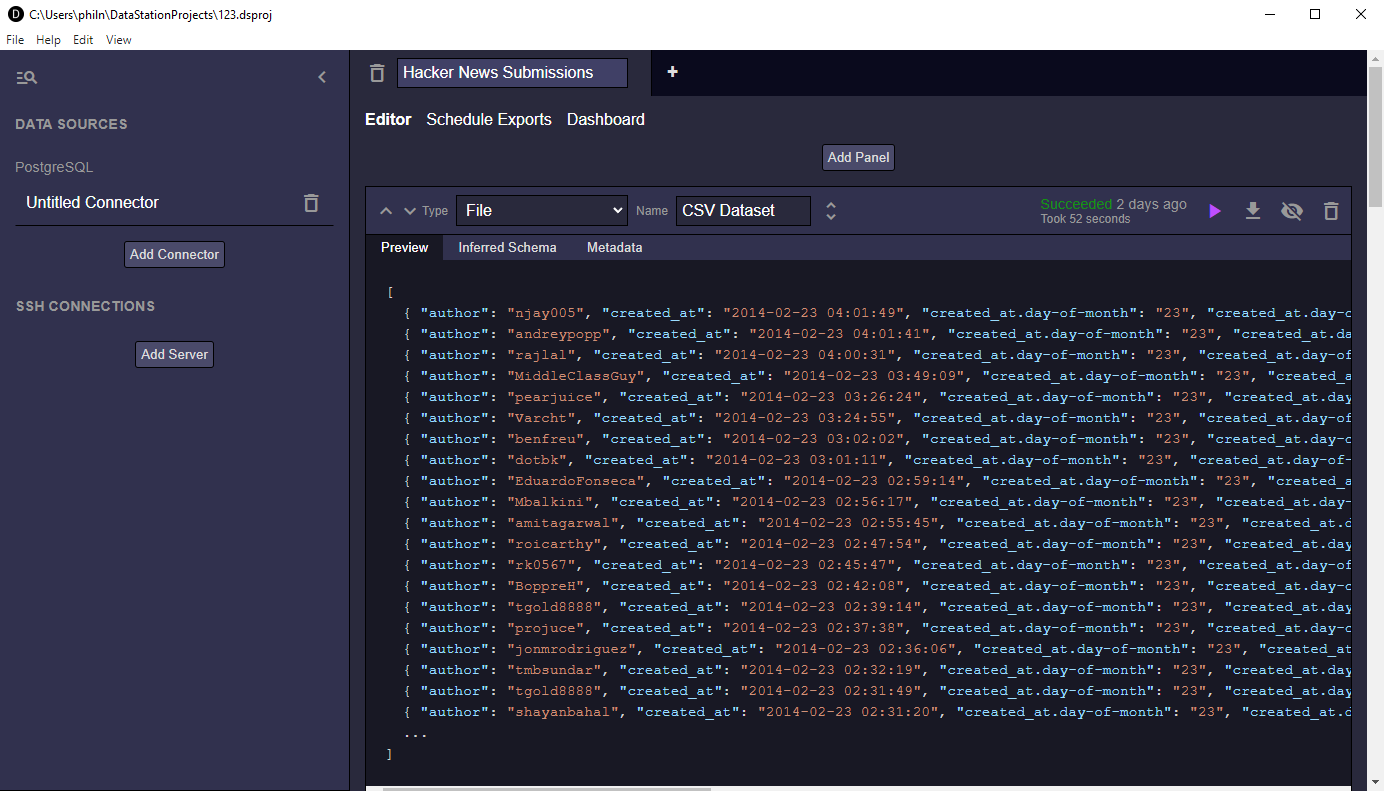 C:\Users\philn\DataStationProjects\123.dsproj
File Help Edit View
Hacker News Submissions
+
DATA SOURCES
PostgreSQL
Untitled Connector
Add Connector
SSH CONNECTIONS
Add Server
Editor Schedule Exports Dashboard
Add Panel
Type File Name CSV Dataset
Succeeded 2 days ago
Took 52 seconds
Preview Inferred Schema Metadata
[
{ "author": "njay005", "created_at": "2014-02-23 04:01:49", "created_at.day-of-month": "23", "created_at.day-o
{ "author": "andreypopp", "created_at": "2014-02-23 04:01:41", "created_at.day-of-month": "23", "created_at.da
{ "author": "rajlal", "created_at": "2014-02-23 04:00:31", "created_at.day-of-month": "23", "created_at.day-of
{ "author": "MiddleClassGuy", "created_at": "2014-02-23 03:49:09", "created_at.day-of-month": "23", "created_a
{ "author": "pearjuice", "created_at": "2014-02-23 03:26:24", "created_at.day-of-month": "23", "created_at.day
{ "author": "Varcht", "created_at": "2014-02-23 03:24:55", "created_at.day-of-month": "23", "created_at.day-of
{ "author": "benfreu", "created_at": "2014-02-23 03:02:02", "created_at.day-of-month": "23", "created_at.day-o
{ "author": "dotbk", "created_at": "2014-02-23 03:01:11", "created_at.day-of-month": "23", "created_at.day-of-
{ "author": "EduardoFonseca", "created_at": "2014-02-23 02:59:14", "created_at.day-of-month": "23", "created_a
{ "author": "Mbalkini", "created_at": "2014-02-23 02:56:17", "created_at.day-of-month": "23", "created_at.day-
{ "author": "amitagarwal", "created_at": "2014-02-23 02:55:45", "created_at.day-of-month": "23", "created_at.d
{ "author": "roicarthy", "created_at": "2014-02-23 02:47:54", "created_at.day-of-month": "23", "created_at.day
{ "author": "rk0567", "created_at": "2014-02-23 02:45:47", "created_at.day-of-month": "23", "created_at.day-of
{ "author": "BoppreH", "created_at": "2014-02-23 02:42:08", "created_at.day-of-month": "23", "created_at.day-o
{ "author": "tgold8888", "created_at": "2014-02-23 02:39:14", "created_at.day-of-month": "23", "created_at.day
{ "author": "projuce", "created_at": "2014-02-23 02:37:38", "created_at.day-of-month": "23", "created_at.day-o
{ "author": "jonmrodriguez", "created_at": "2014-02-23 02:36:06", "created_at.day-of-month": "23", "created_at
{ "author": "tmbsundar", "created_at": "2014-02-23 02:32:19", "created_at.day-of-month": "23", "created_at.day
{ "author": "tgold8888", "created_at": "2014-02-23 02:31:49", "created_at.day-of-month": "23", "created_at.day
{ "author": "shayanbahal", "created_at": "2014-02-23 02:31:20", "created_at.day-of-month": "23", "created_at.d
...
]